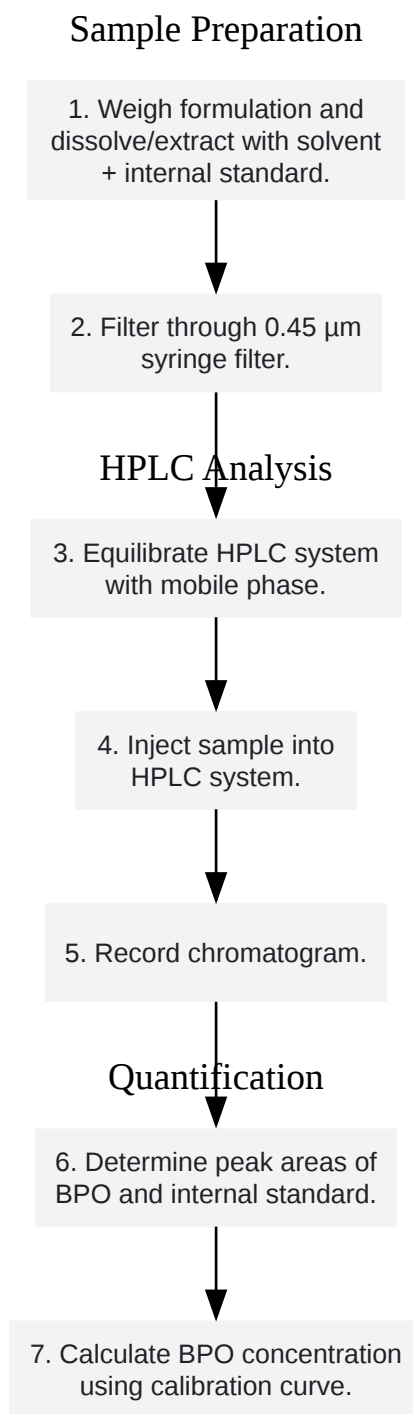 Sample Preparation
1. Weigh formulation and
dissolve/extract with solvent
+ internal standard.
2. Filter through 0.45 µm
syringe filter.
HPLC Analysis
3. Equilibrate HPLC system
with mobile phase.
4. Inject sample into
HPLC system.
5. Record chromatogram.
Quantification
6. Determine peak areas of
BPO and internal standard.
7. Calculate BPO concentration
using calibration curve.